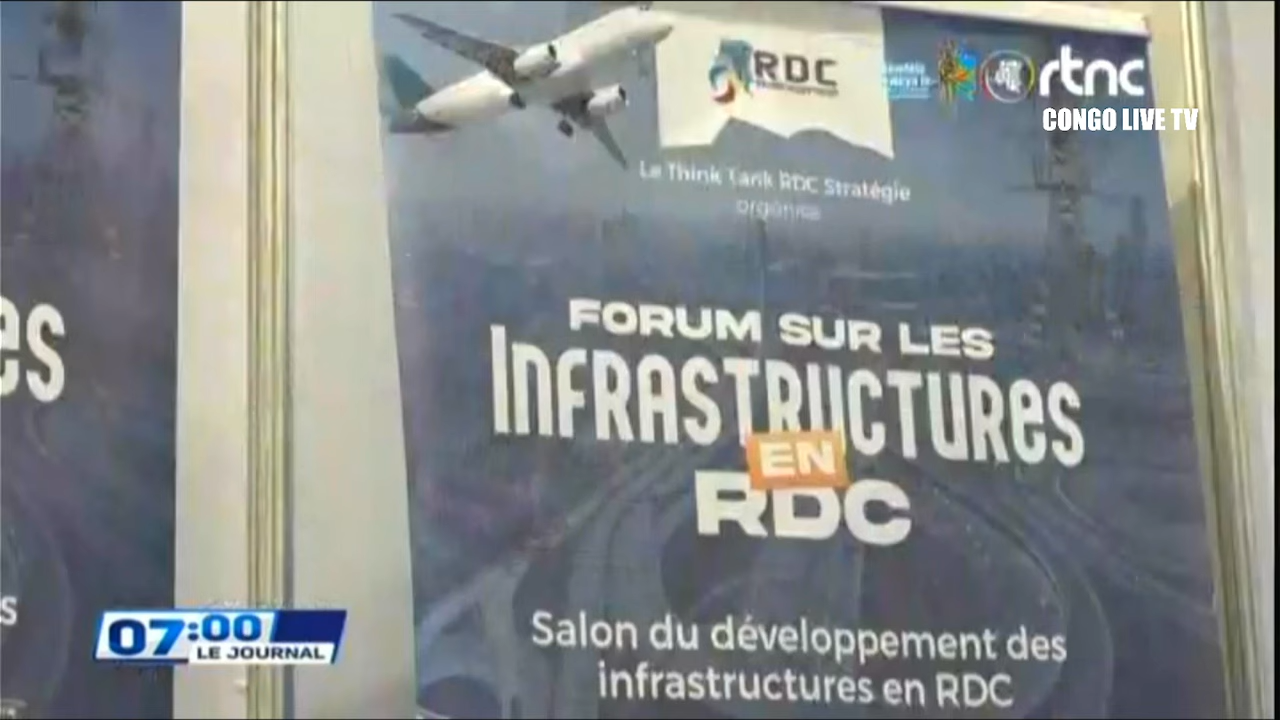 RDC
rtnc
CONGO LIVE TV
Le Think Tank RDC Stratégie
organise
FORUM SUR LES
INFRASTRUCTURES
EN
RDC
Salon du développement des
infrastructures en RDC
es
s
07:00
LE JOURNAL